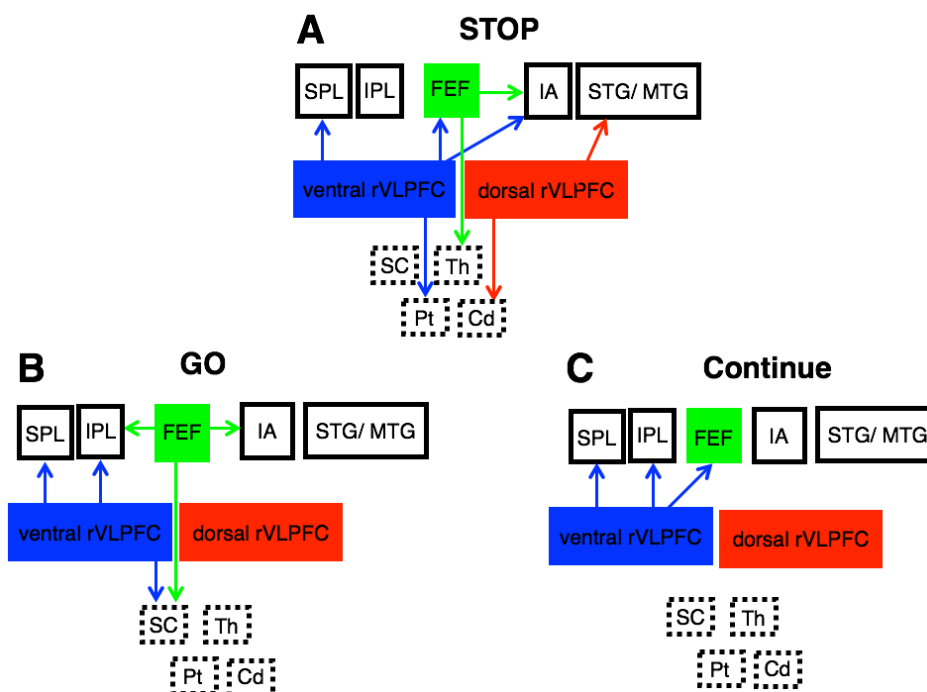 A STOP
SPL IPL FEF IA STG/ MTG
ventral rVLPFC dorsal rVLPFC
SC Th
Pt Cd
B GO
SPL IPL FEF IA STG/ MTG
ventral rVLPFC dorsal rVLPFC
SC Th
Pt Cd
C Continue
SPL IPL FEF IA STG/ MTG
ventral rVLPFC dorsal rVLPFC
SC Th
Pt Cd